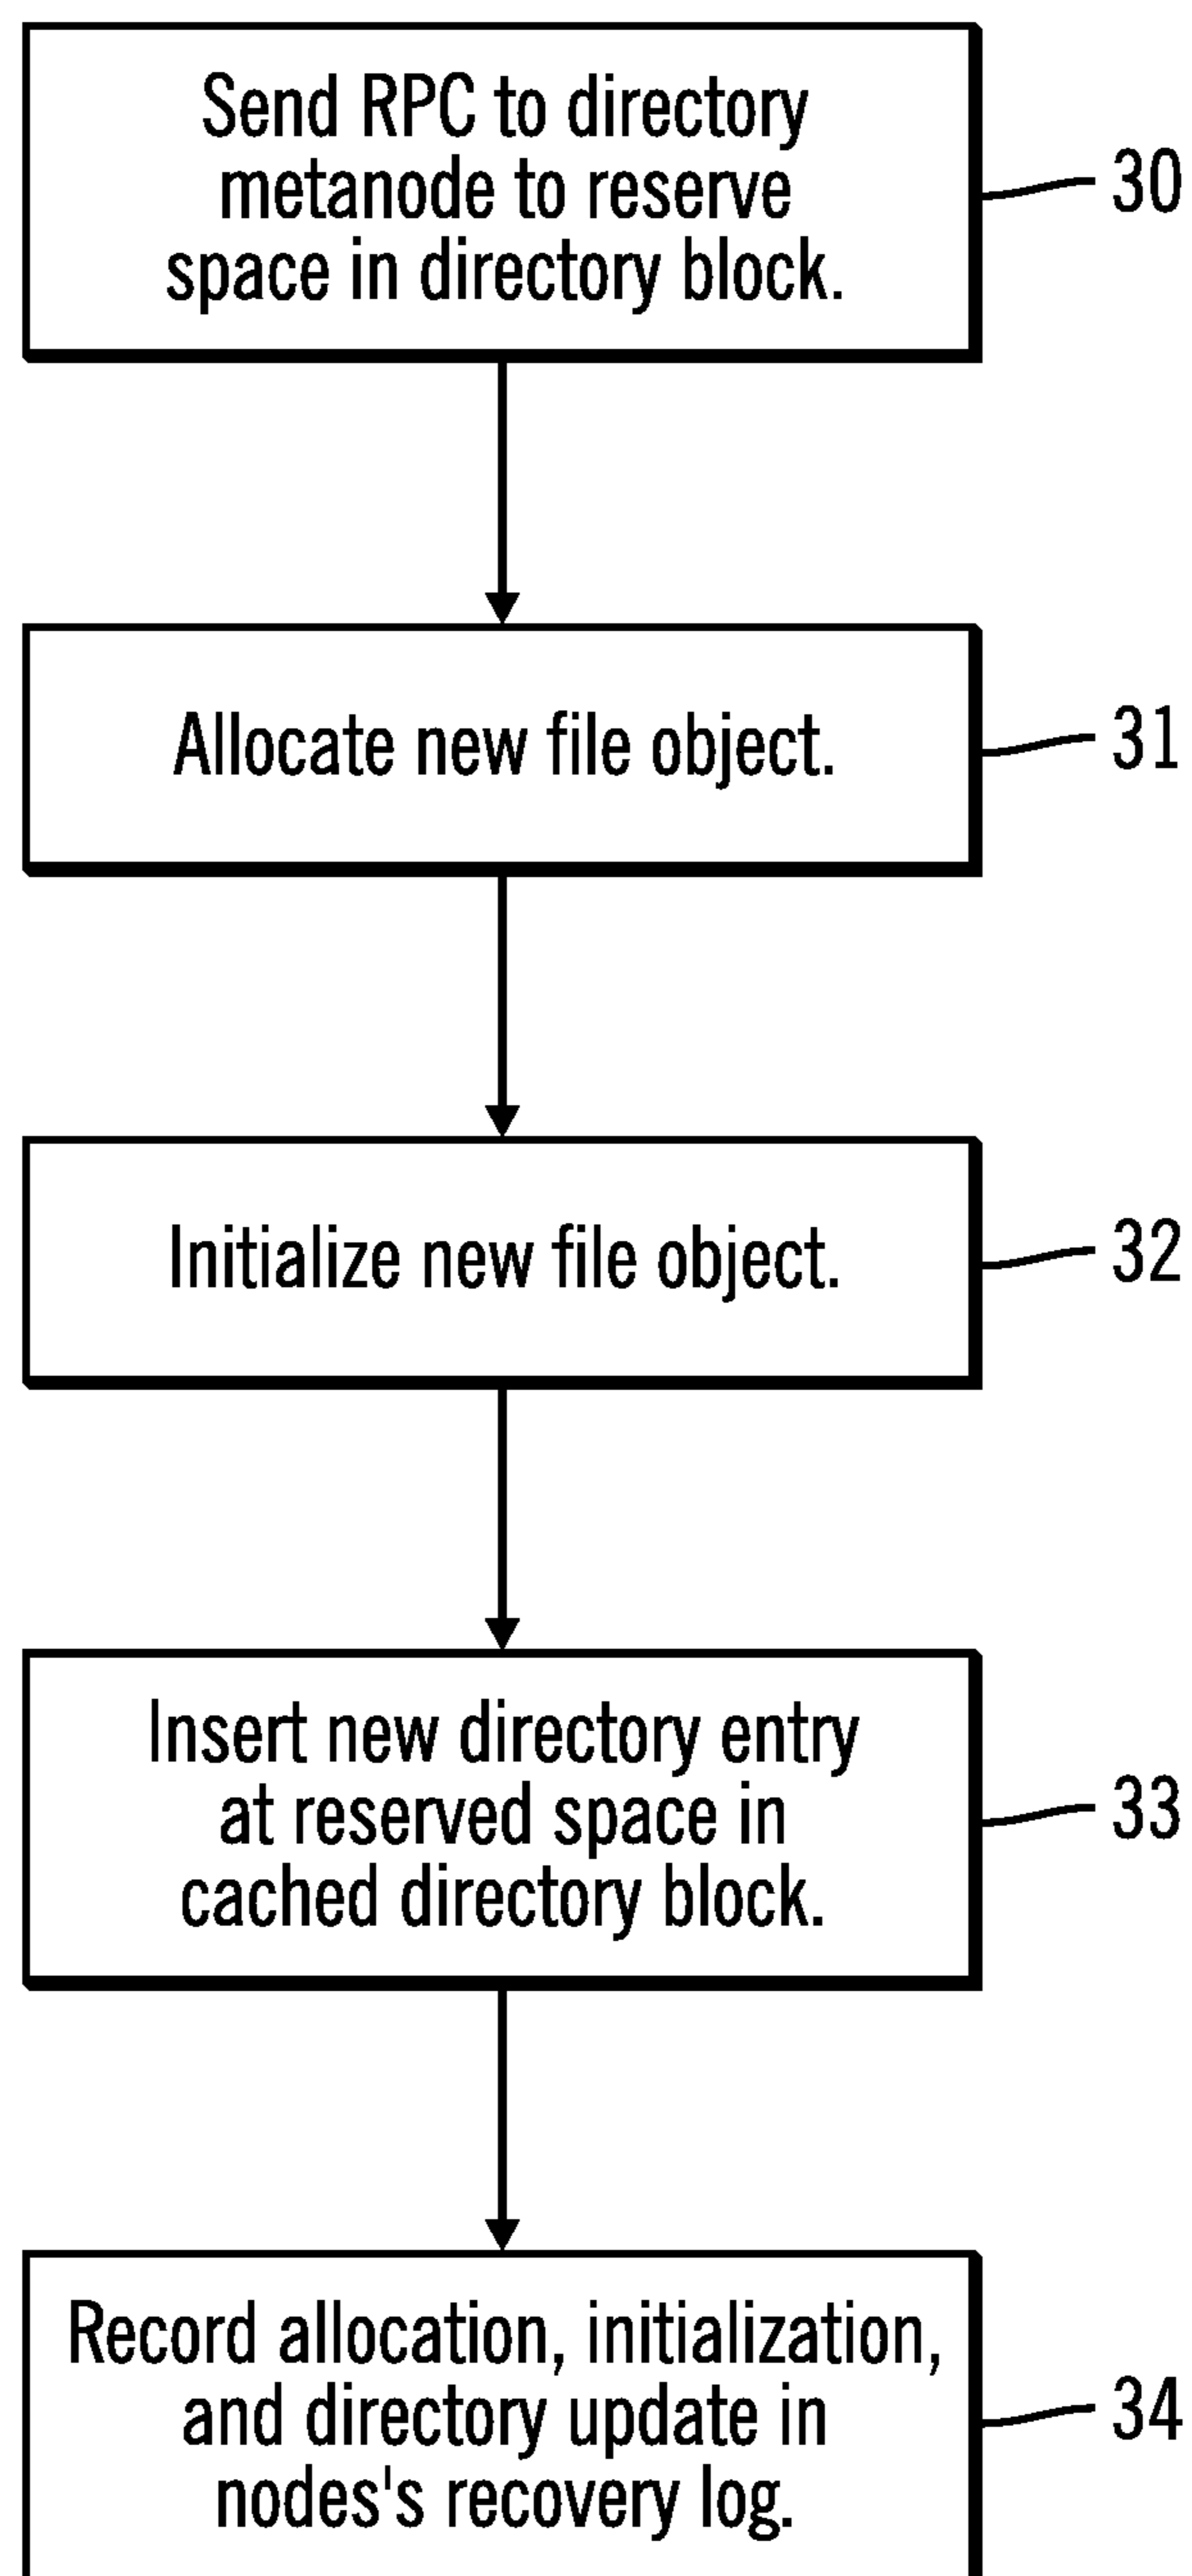 Send RPC to directory
metanode to reserve
space in directory block.
30
Allocate new file object.
31
Initialize new file object.
32
Insert new directory entry
at reserved space in
cached directory block.
33
Record allocation, initialization,
and directory update in
nodes's recovery log.
34